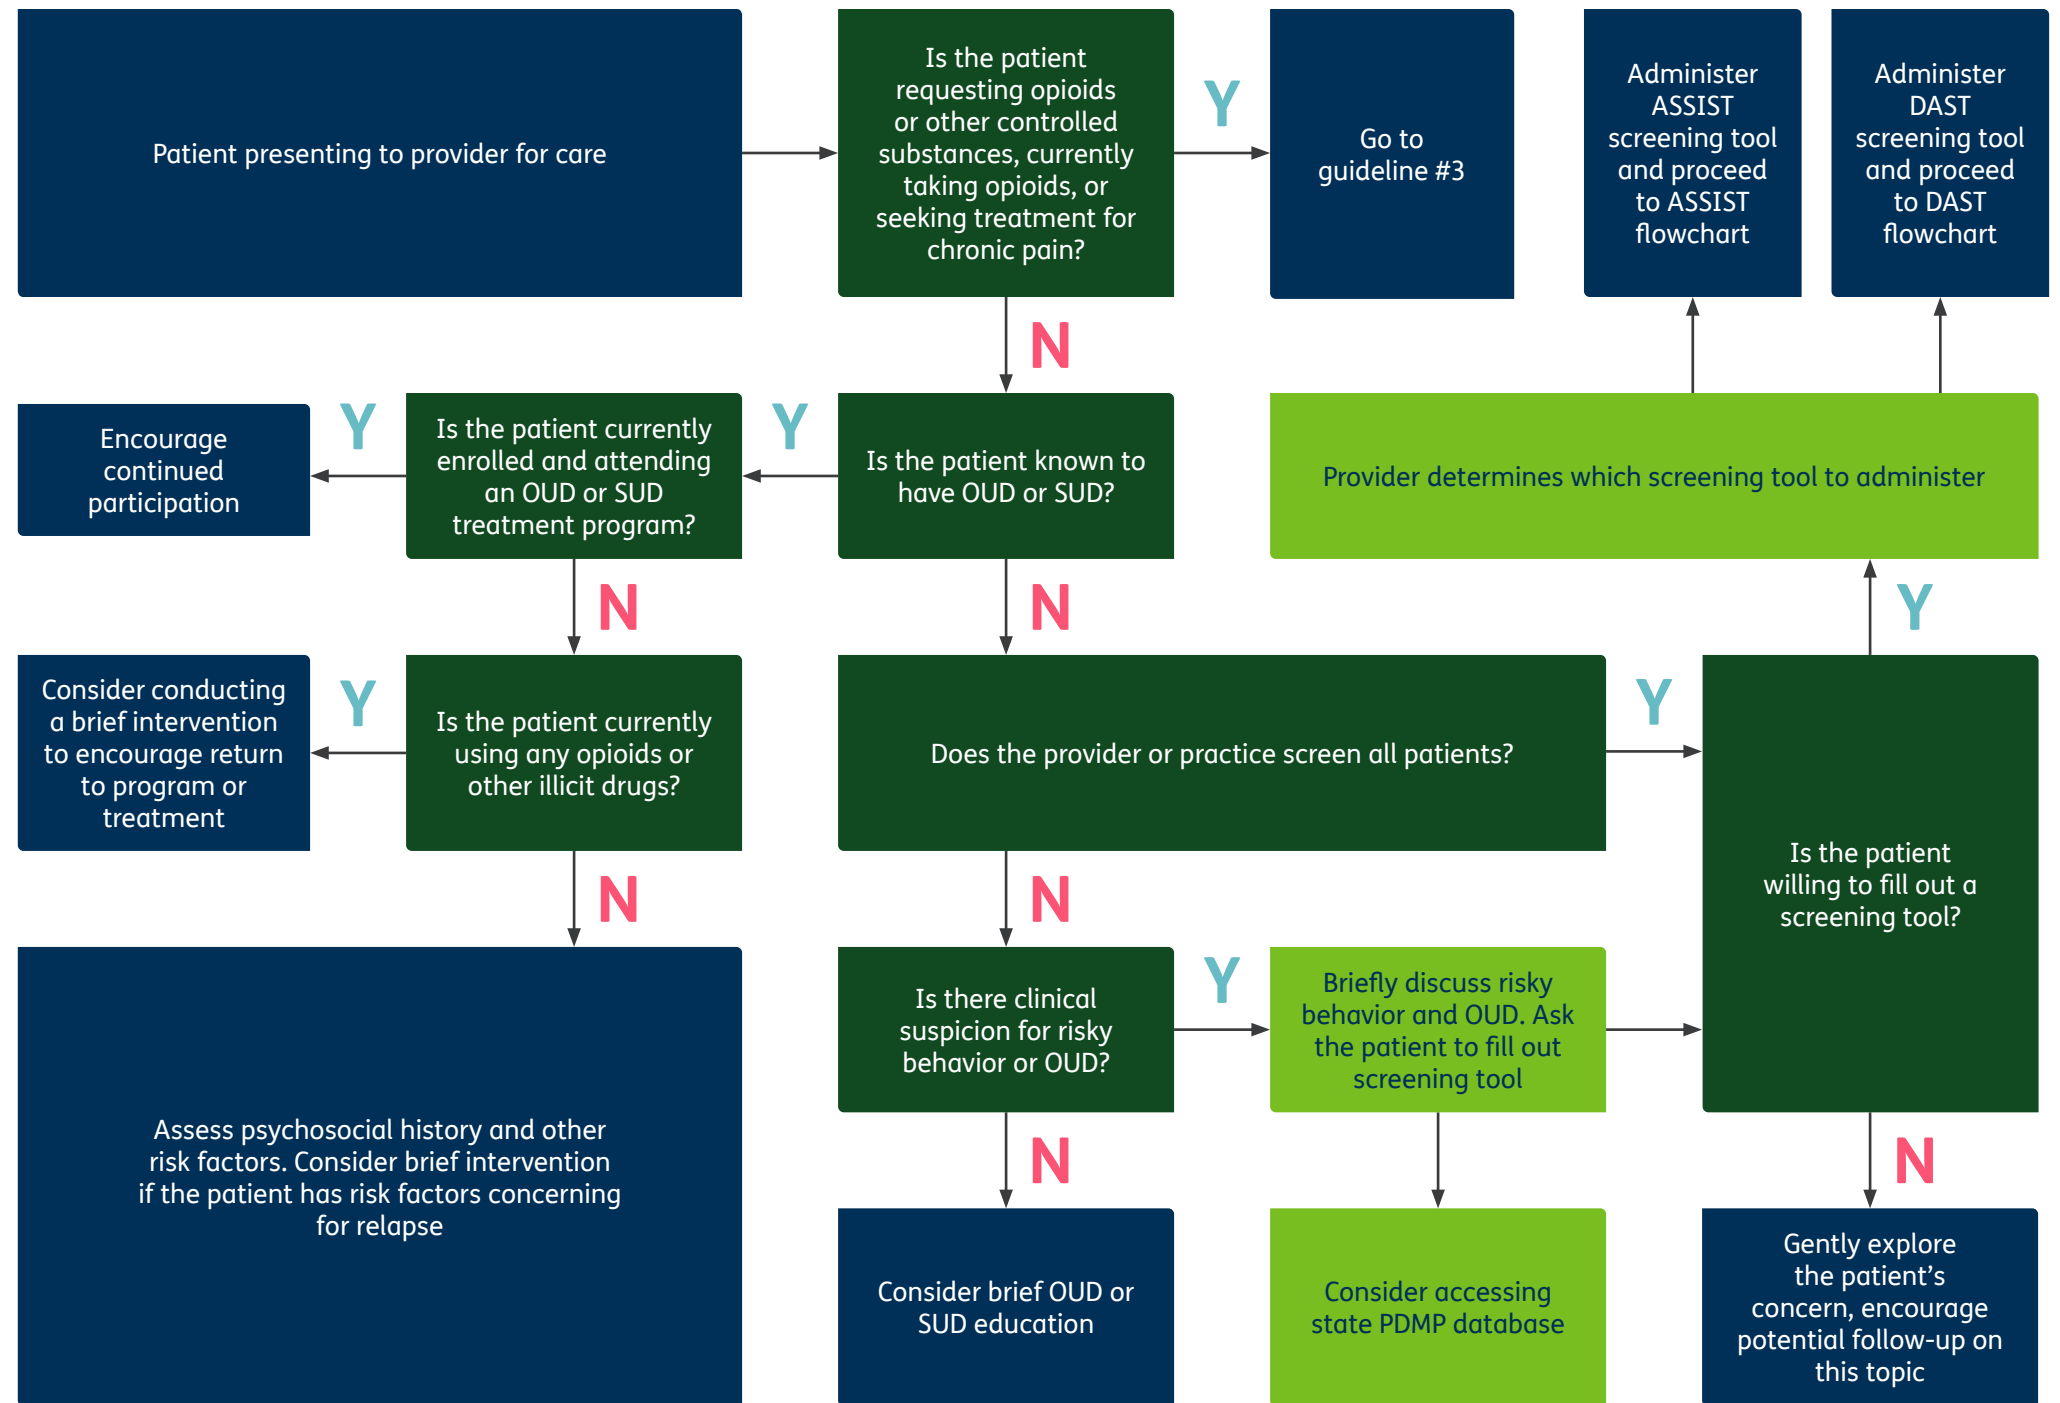 Patient presenting to provider for care
Is the patient
requesting opioids
or other controlled
substances, currently
taking opioids, or
seeking treatment for
chronic pain?
Y
Go to
guideline #3
Administer
ASSIST
screening tool
and proceed
to ASSIST
flowchart
Administer
DAST
screening tool
and proceed
to DAST
flowchart
N
Encourage
continued
participation
Y
Is the patient currently
enrolled and attending
an OUD or SUD
treatment program?
Y
Is the patient known to
have OUD or SUD?
Provider determines which screening tool to administer
N
N
Y
Consider conducting
a brief intervention
to encourage return
to program or
treatment
Y
Is the patient currently
using any opioids or
other illicit drugs?
Does the provider or practice screen all patients?
Y
Is the patient
willing to fill out a
screening tool?
N
N
Assess psychosocial history and other
risk factors. Consider brief intervention
if the patient has risk factors concerning
for relapse
Is there clinical
suspicion for risky
behavior or OUD?
Y
Briefly discuss risky
behavior and OUD. Ask
the patient to fill out
screening tool
N
N
Consider brief OUD or
SUD education
Consider accessing
state PDMP database
Gently explore
the patient’s
concern, encourage
potential follow-up on
this topic